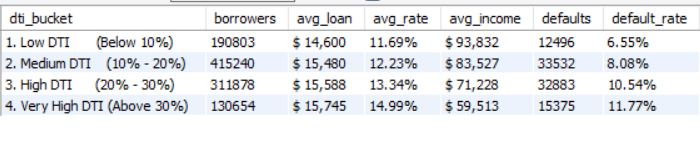 dti_bucket borrowers avg_loan avg_rate avg_income defaults default_rate
1. Low DTI (Below 10%) 190803 $ 14,600 11.69% $ 93,832 12496 6.55%
2. Medium DTI (10% - 20%) 415240 $ 15,480 12.23% $ 83,527 33532 8.08%
3. High DTI (20% - 30%) 311878 $ 15,588 13.34% $ 71,228 32883 10.54%
4. Very High DTI (Above 30%) 130654 $ 15,745 14.99% $ 59,513 15375 11.77%